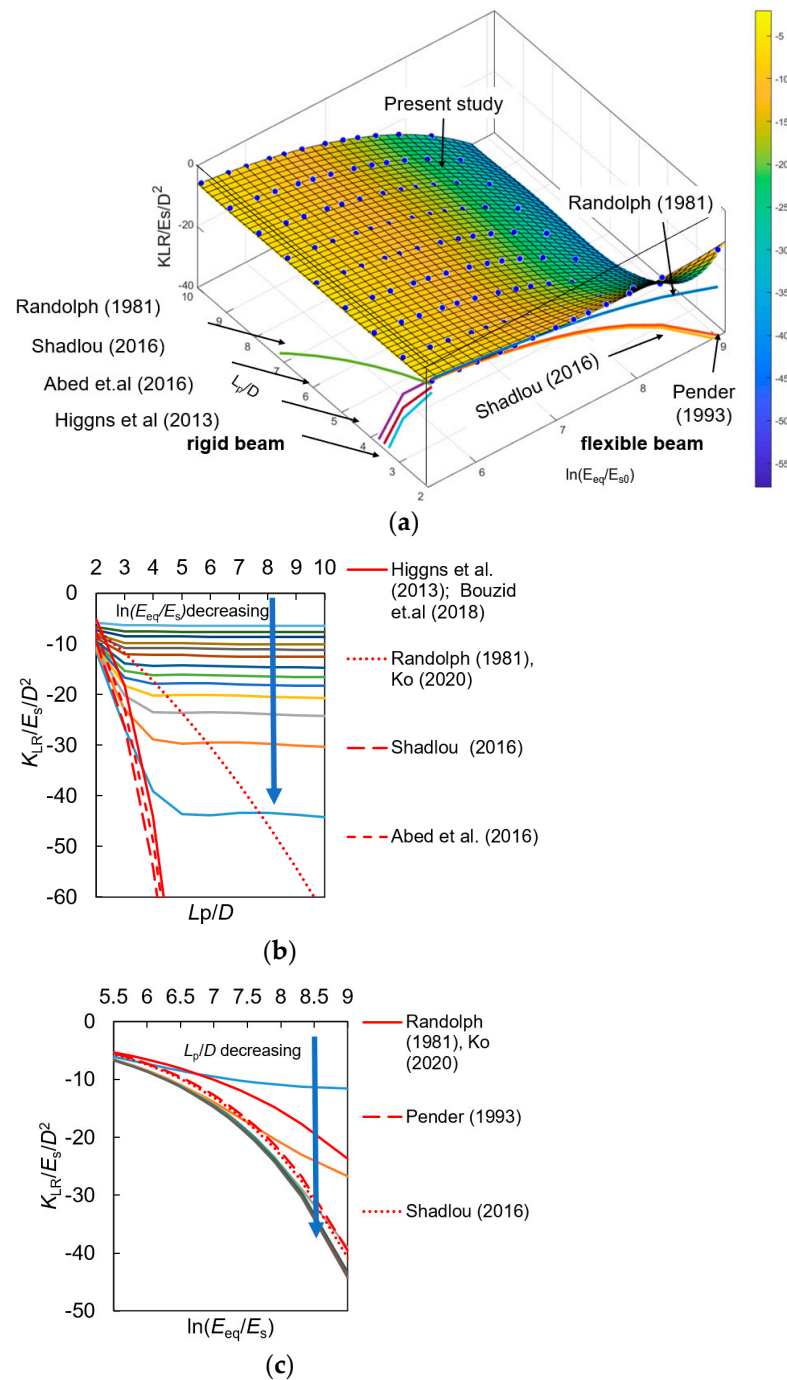 Present study
Randolph (1981)
0
-20
-40
KLR/Es/D2
10
9
8
7
6
5
4
3
2
Lp/D
Randolph (1981)
Shadlou (2016)
Abed et.al (2016)
Higgns et al (2013)
rigid beam
Shadlou (2016)
Pender
(1993)
flexible beam
6
7
8
9
ln(Eeq/Es0)
-5
-10
-15
-20
-25
-30
-35
-40
-45
-50
-55
(a)
2 3 4 5 6 7 8 9 10
0
-10
-20
-30
-40
-50
-60
KLR/Es/D2
ln(Eeq/Es)decreasing
Lp/D
Higgns et al.
(2013); Bouzid
et.al (2018)
Randolph (1981),
Ko (2020)
Shadlou (2016)
Abed et al. (2016)
(b)
5.5 6 6.5 7 7.5 8 8.5 9
0
-10
-20
-30
-40
-50
KLR/Es/D2
Lp/D decreasing
ln(Eeq/Es)
Randolph
(1981), Ko
(2020)
Pender (1993)
Shadlou (2016)
(c)